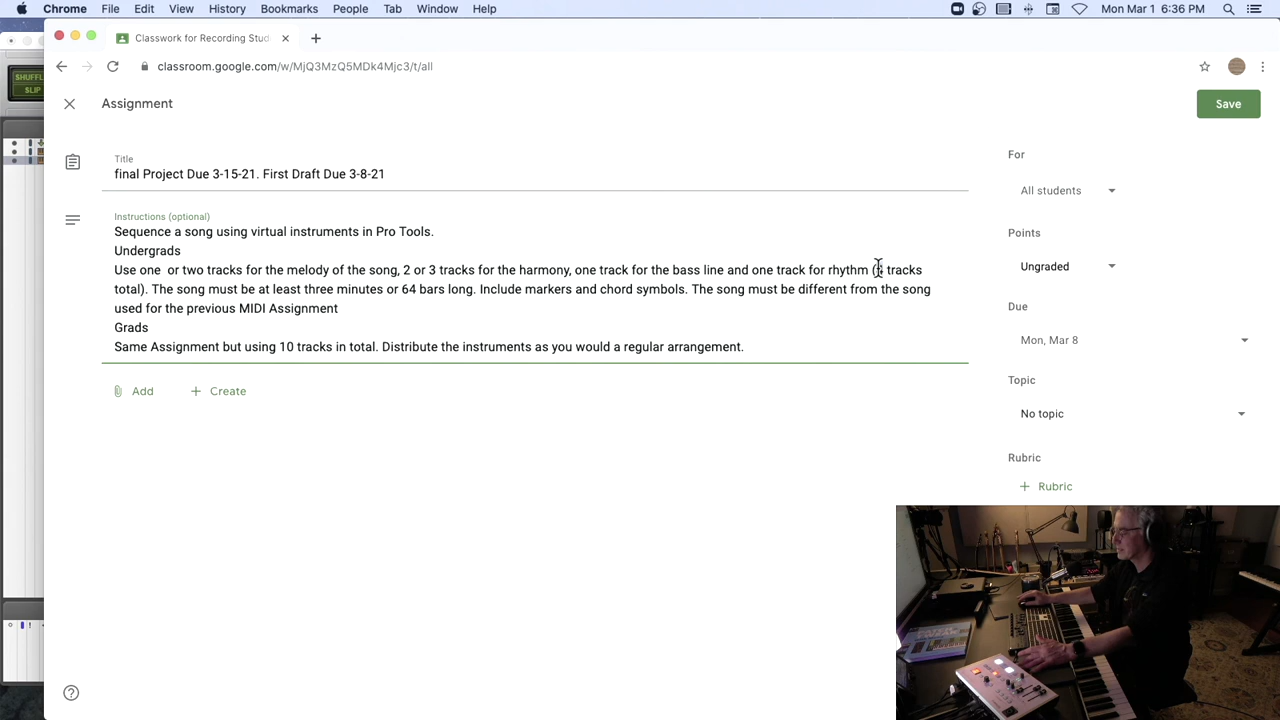 Chrome File Edit View History Bookmarks People Tab Window Help Mon Mar 1 6:36 PM
Classwork for Recording Stud
classroom.google.com/w/MjQ3MzQ5MDk4Mjc3/t/all
SHUFFL
SLIP
Assignment
Save
Title
final Project Due 3-15-21. First Draft Due 3-8-21
Instructions (optional)
Sequence a song using virtual instruments in Pro Tools.
Undergrads
Use one or two tracks for the melody of the song, 2 or 3 tracks for the harmony, one track for the bass line and one track for rhythm ( tracks
total). The song must be at least three minutes or 64 bars long. Include markers and chord symbols. The song must be different from the song
used for the previous MIDI Assignment
Grads
Same Assignment but using 10 tracks in total. Distribute the instruments as you would a regular arrangement.
Add
Create
For
All students
Points
Ungraded
Due
Mon, Mar 8
Topic
No topic
Rubric
Rubric